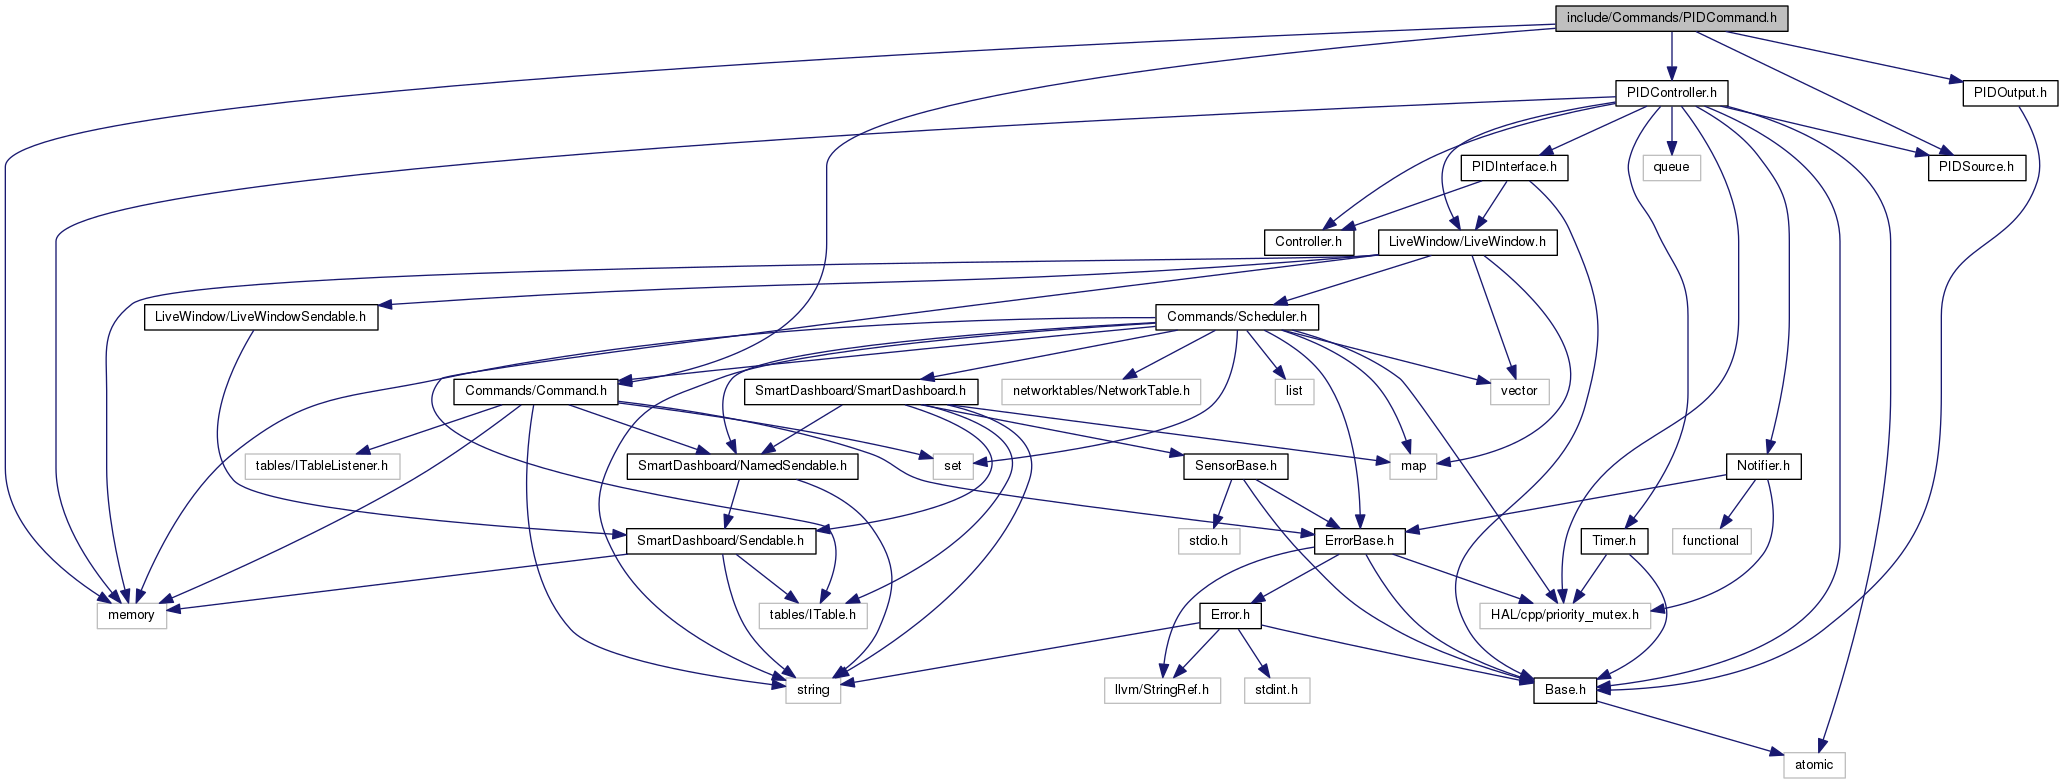 include/Commands/PIDCommand.h
PIDController.h
PIDOutput.h
PIDInterface.h
queue
PIDSource.h
Controller.h
LiveWindow/LiveWindow.h
LiveWindow/LiveWindowSendable.h
Commands/Scheduler.h
Commands/Command.h
SmartDashboard/SmartDashboard.h
networktables/NetworkTable.h
list
vector
tables/ITableListener.h
SmartDashboard/NamedSendable.h
set
SensorBase.h
map
Notifier.h
SmartDashboard/Sendable.h
stdio.h
ErrorBase.h
Timer.h
functional
memory
tables/ITable.h
Error.h
HAL/cpp/priority_mutex.h
string
llvm/StringRef.h
stdint.h
Base.h
atomic